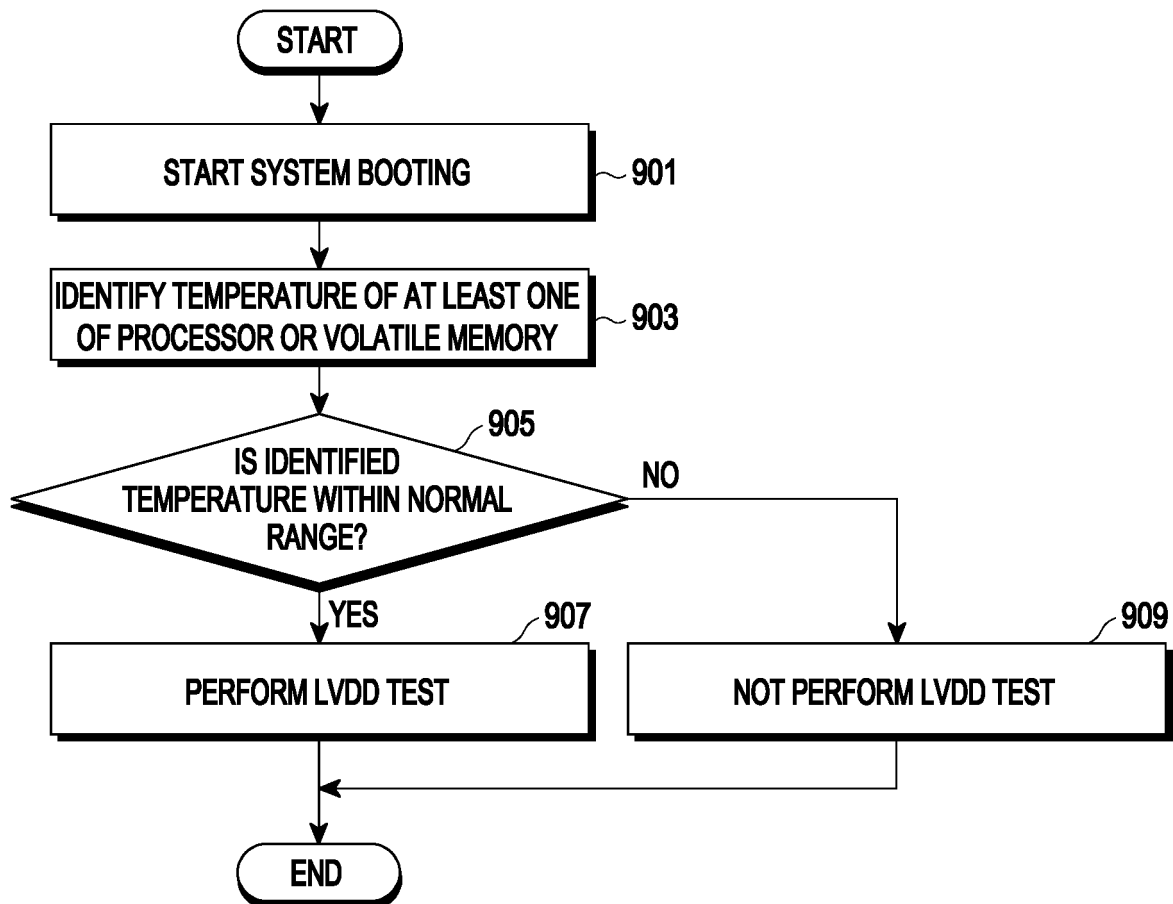 START
START SYSTEM BOOTING
901
IDENTIFY TEMPERATURE OF AT LEAST ONE
OF PROCESSOR OR VOLATILE MEMORY
903
905
IS IDENTIFIED
TEMPERATURE WITHIN NORMAL
RANGE?
NO
YES
907
909
PERFORM LVDD TEST
NOT PERFORM LVDD TEST
END